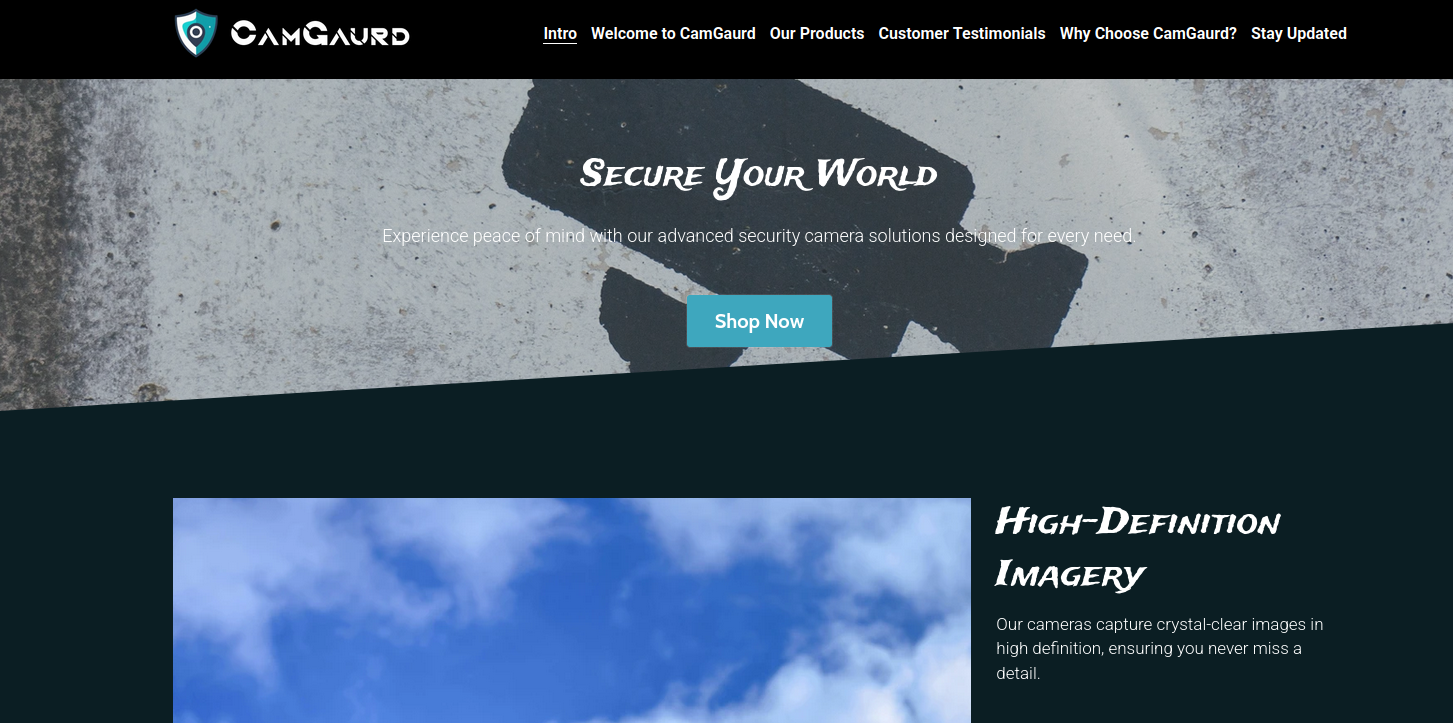 CamGaurd
Intro Welcome to CamGaurd Our Products Customer Testimonials Why Choose CamGaurd? Stay Updated
Secure Your World
Experience peace of mind with our advanced security camera solutions designed for every need.
Shop Now
High-Definition
Imagery
Our cameras capture crystal-clear images in
high definition, ensuring you never miss a
detail.